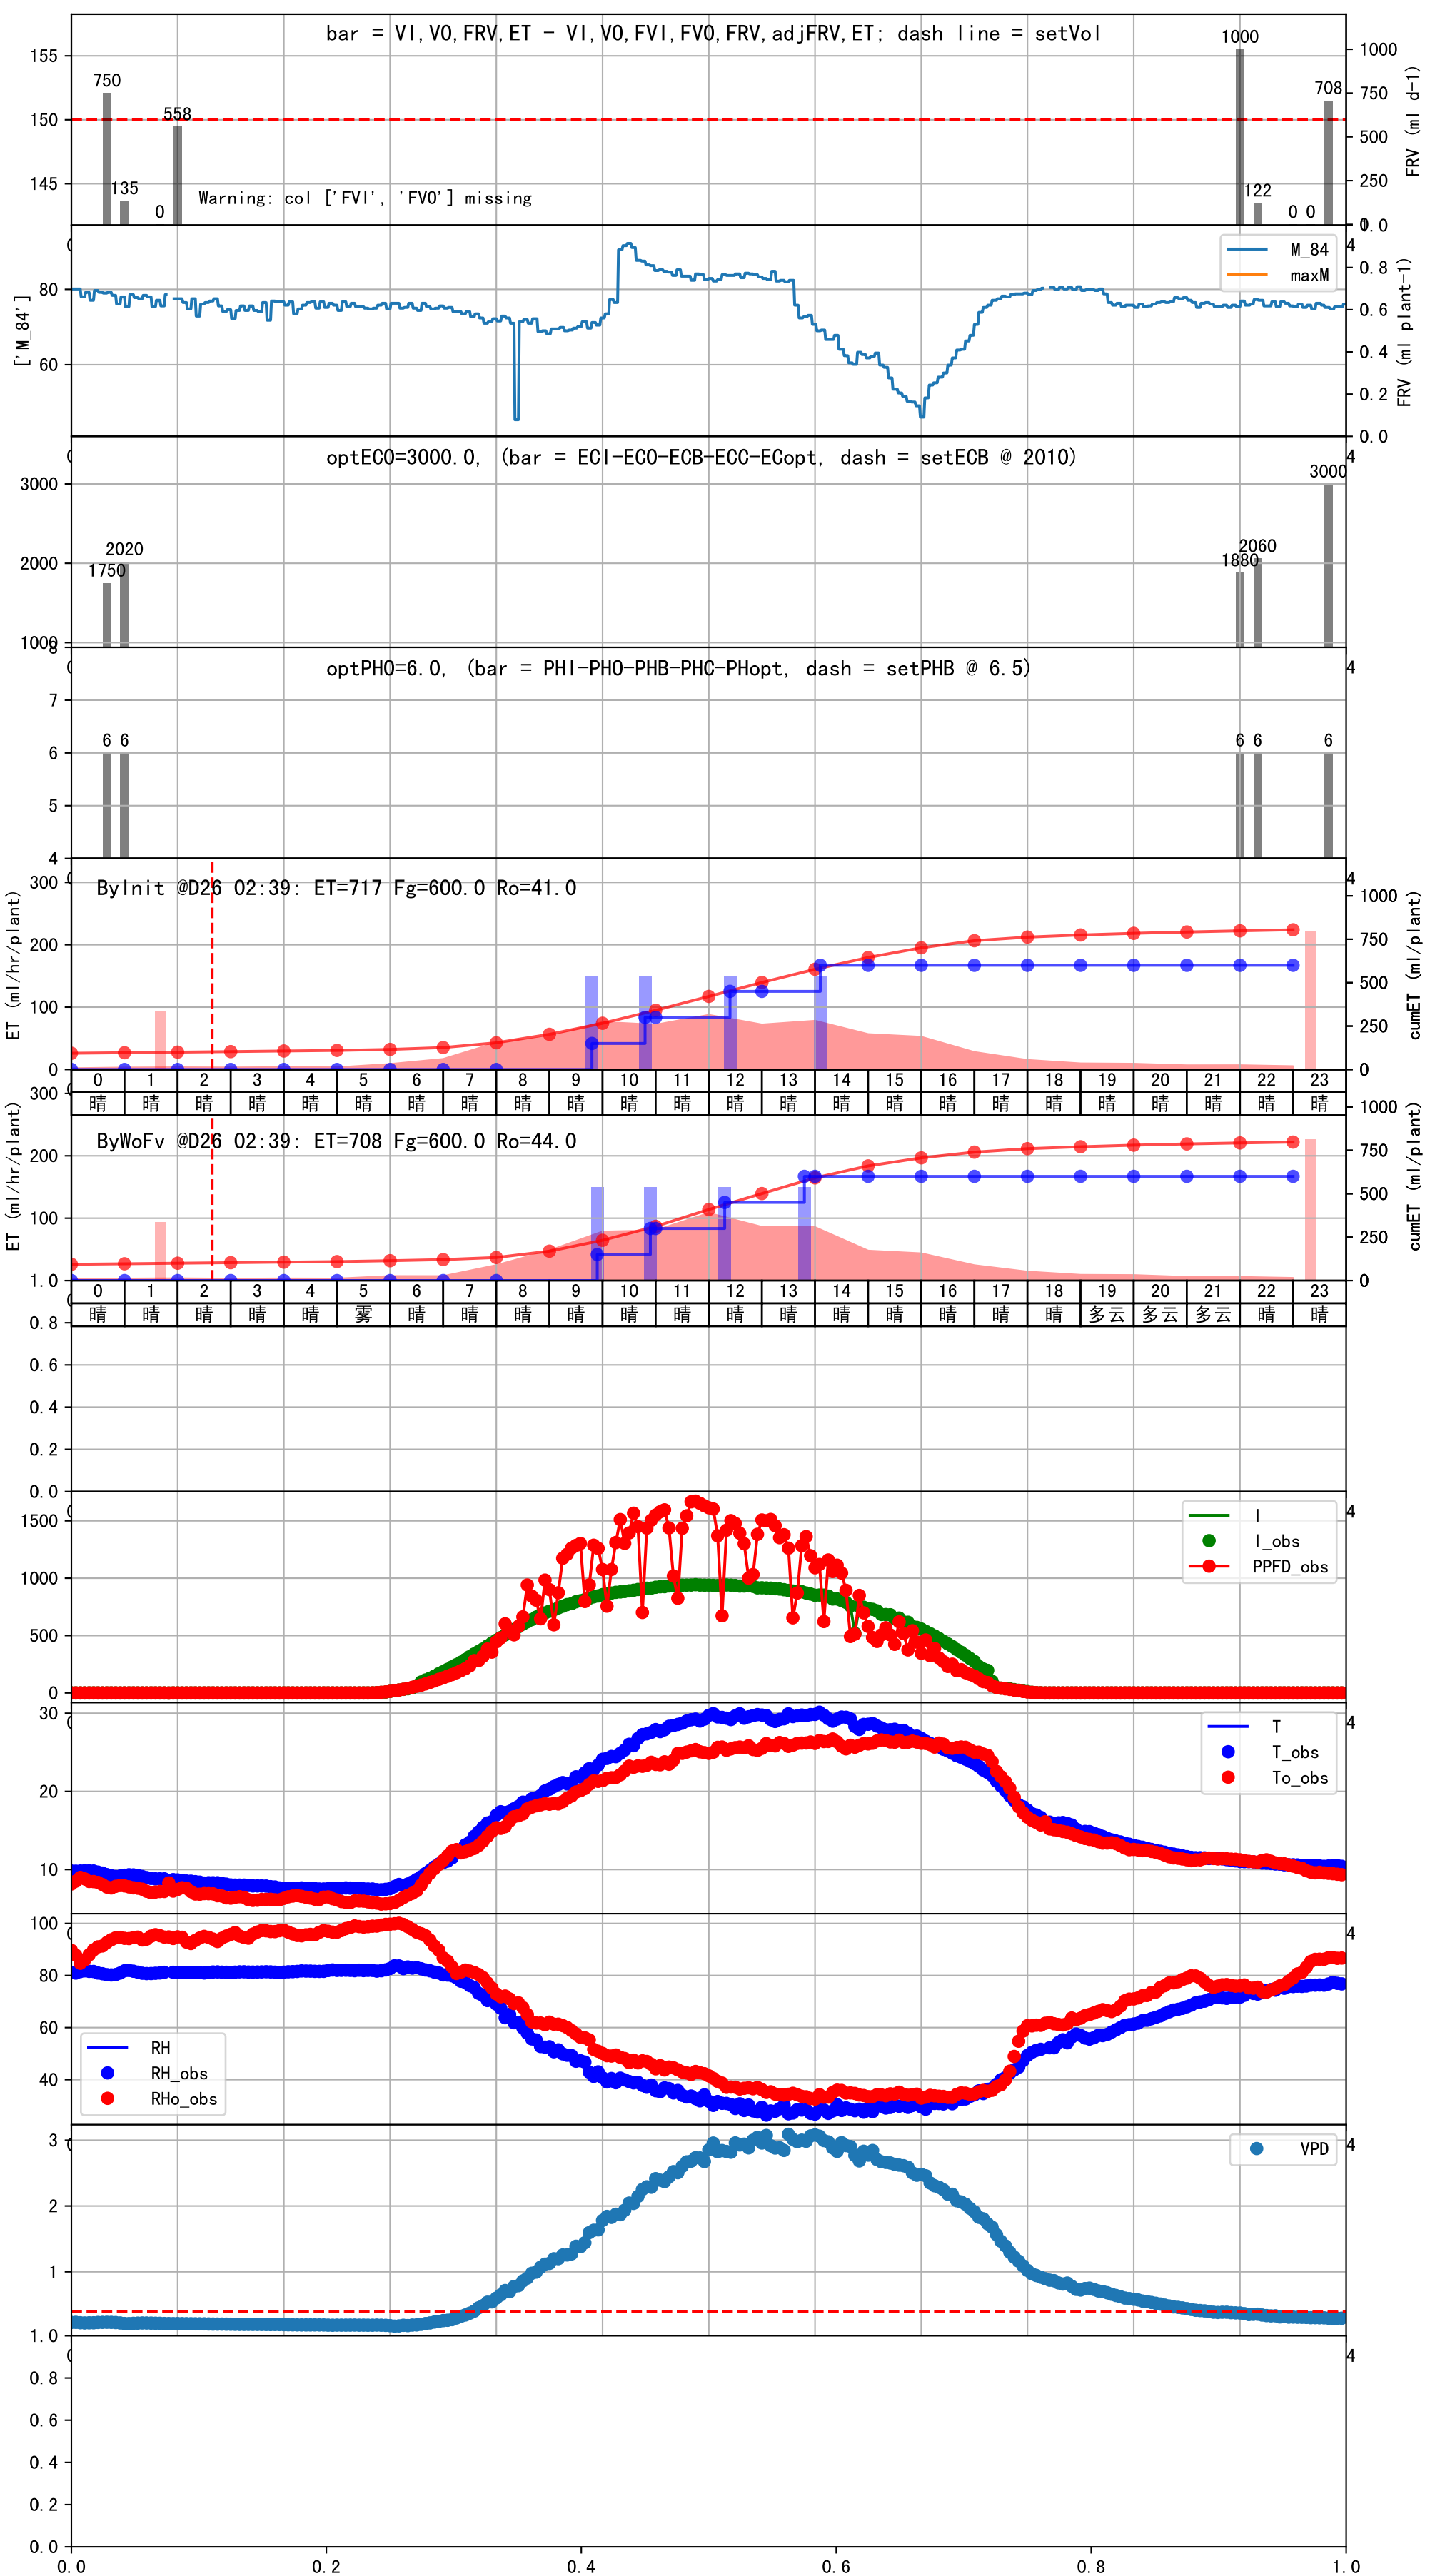 bar = VI,VO,FRV,ET - VI,VO,FVI,FVO,FRV,adjFRV,ET; dash line = setVol
155
150
145
750
135
0
558
Warning: col ['FVI', 'FVO'] missing
1000
122
0
0
708
1000
750
500
250
FRV (ml d-1)
['M_84']
80
60
M_84
maxM
0.8
0.6
0.4
0.2
0.0
FRV (ml plant-1)
optECO=3000.0, (bar = ECI-ECO-ECB-ECC-ECopt, dash = setECB @ 2010)
3000
2000
1000
1750
2020
1880
2060
3000
optPHO=6.0, (bar = PHI-PHO-PHB-PHC-PHopt, dash = setPHB @ 6.5)
7
6
5
4
6
6
6
6
6
ByInit @D26 02:39: ET=717 Fg=600.0 Ro=41.0
ET (ml/hr/plant)
300
200
100
0
1000
750
500
250
0
cumET (ml/plant)
0 1 2 3 4 5 6 7 8 9 10 11 12 13 14 15 16 17 18 19 20 21 22 23
晴 晴 晴 晴 晴 晴 晴 晴 晴 晴 晴 晴 晴 晴 晴 晴 晴 晴 晴 晴 晴 晴 晴 晴
ByWoFv @D26 02:39: ET=708 Fg=600.0 Ro=44.0
ET (ml/hr/plant)
300
200
100
1000
750
500
250
0
cumET (ml/plant)
0 1 2 3 4 5 6 7 8 9 10 11 12 13 14 15 16 17 18 19 20 21 22 23
晴 晴 晴 晴 晴 雾 晴 晴 晴 晴 晴 晴 晴 晴 晴 晴 晴 晴 晴 多云 多云 多云 晴 晴
1.0
0.8
0.6
0.4
0.2
0.0
1500
1000
500
0
I
I_obs
PPFD_obs
30
20
10
T
T_obs
To_obs
100
80
60
40
RH
RH_obs
RHo_obs
3
2
1
VPD
1.0
0.8
0.6
0.4
0.2
0.0
0.0 0.2 0.4 0.6 0.8 1.0